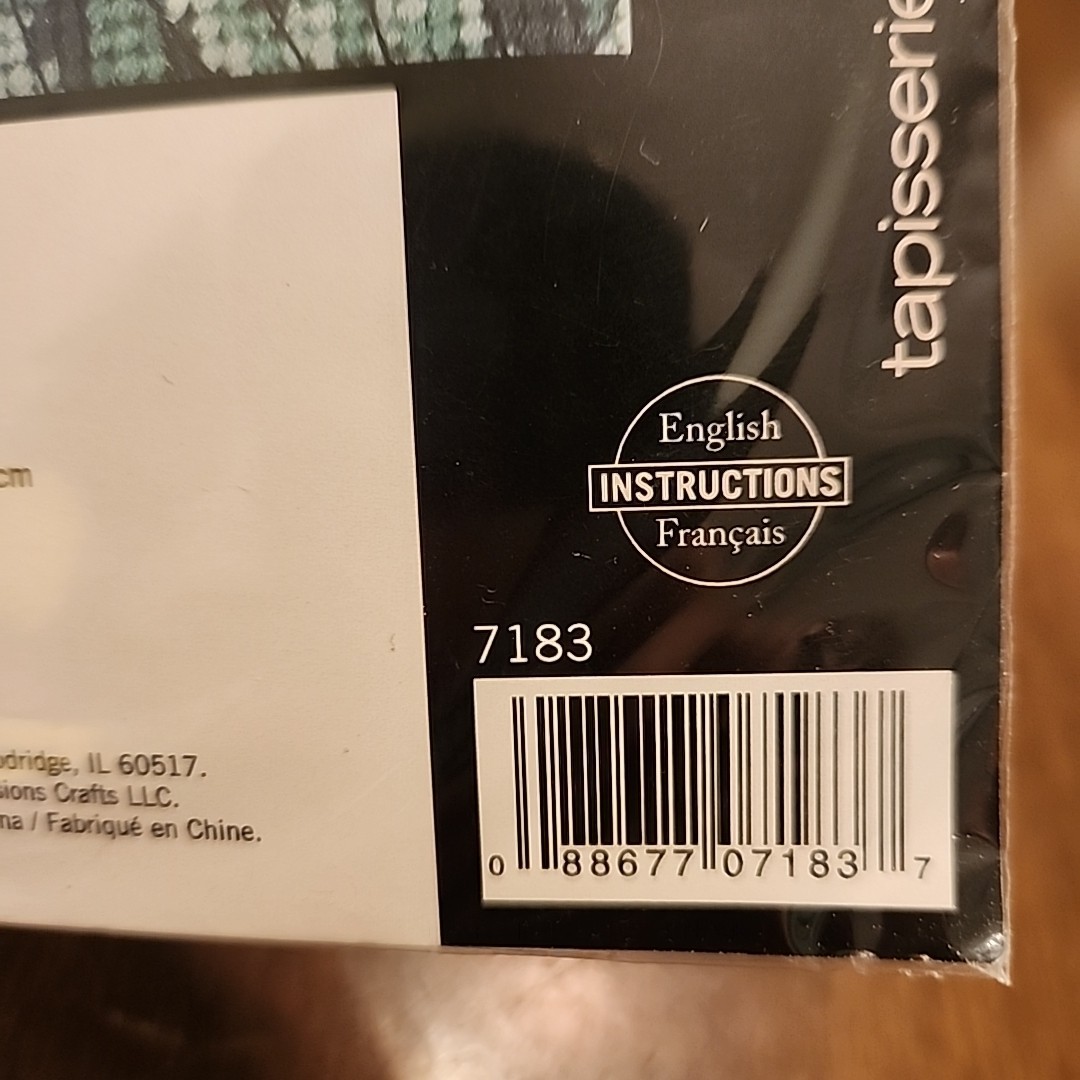 tapisserie
cm
English
INSTRUCTIONS
Français
7183
odridge, IL 60517.
sions Crafts LLC.
na / Fabriqué en Chine.
0 88677 07183 7